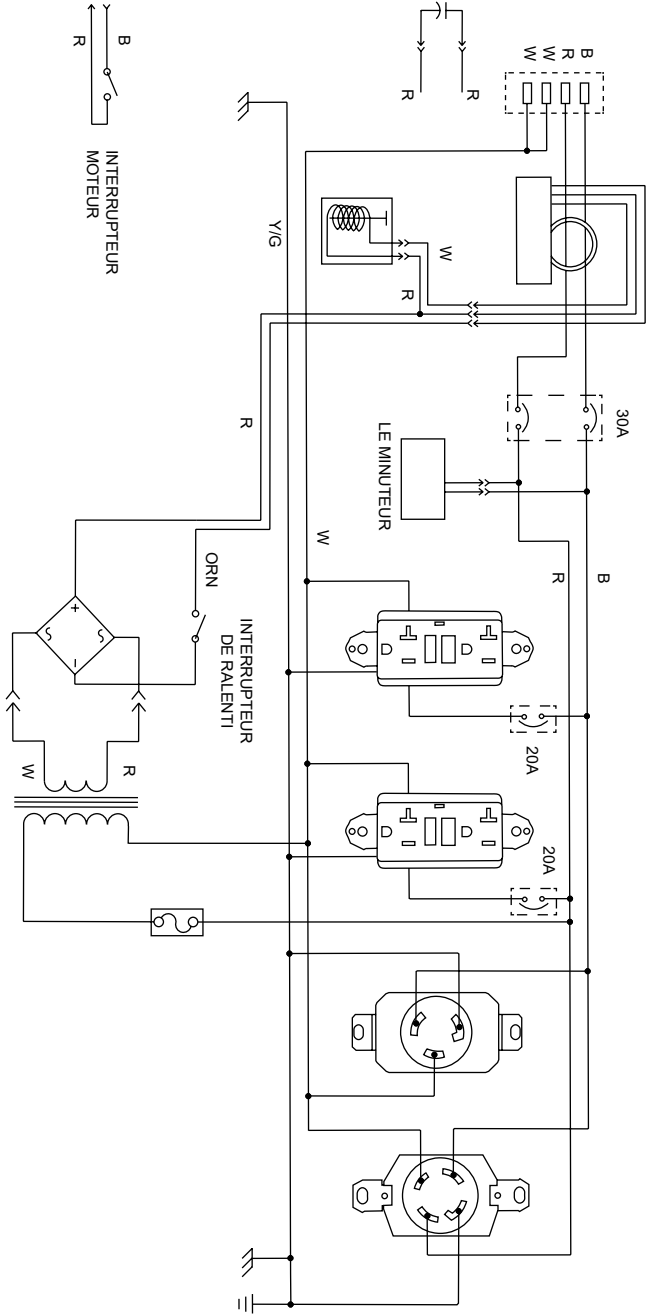 30A
B
B
R
R
W
W
20A
20A
R
W
R
R
LE MINUTEUR
W
Y/G
R
INTERRUPTEUR
DE RALENTI
ORN
R
B
INTERRUPTEUR
MOTEUR
R
+
−
W